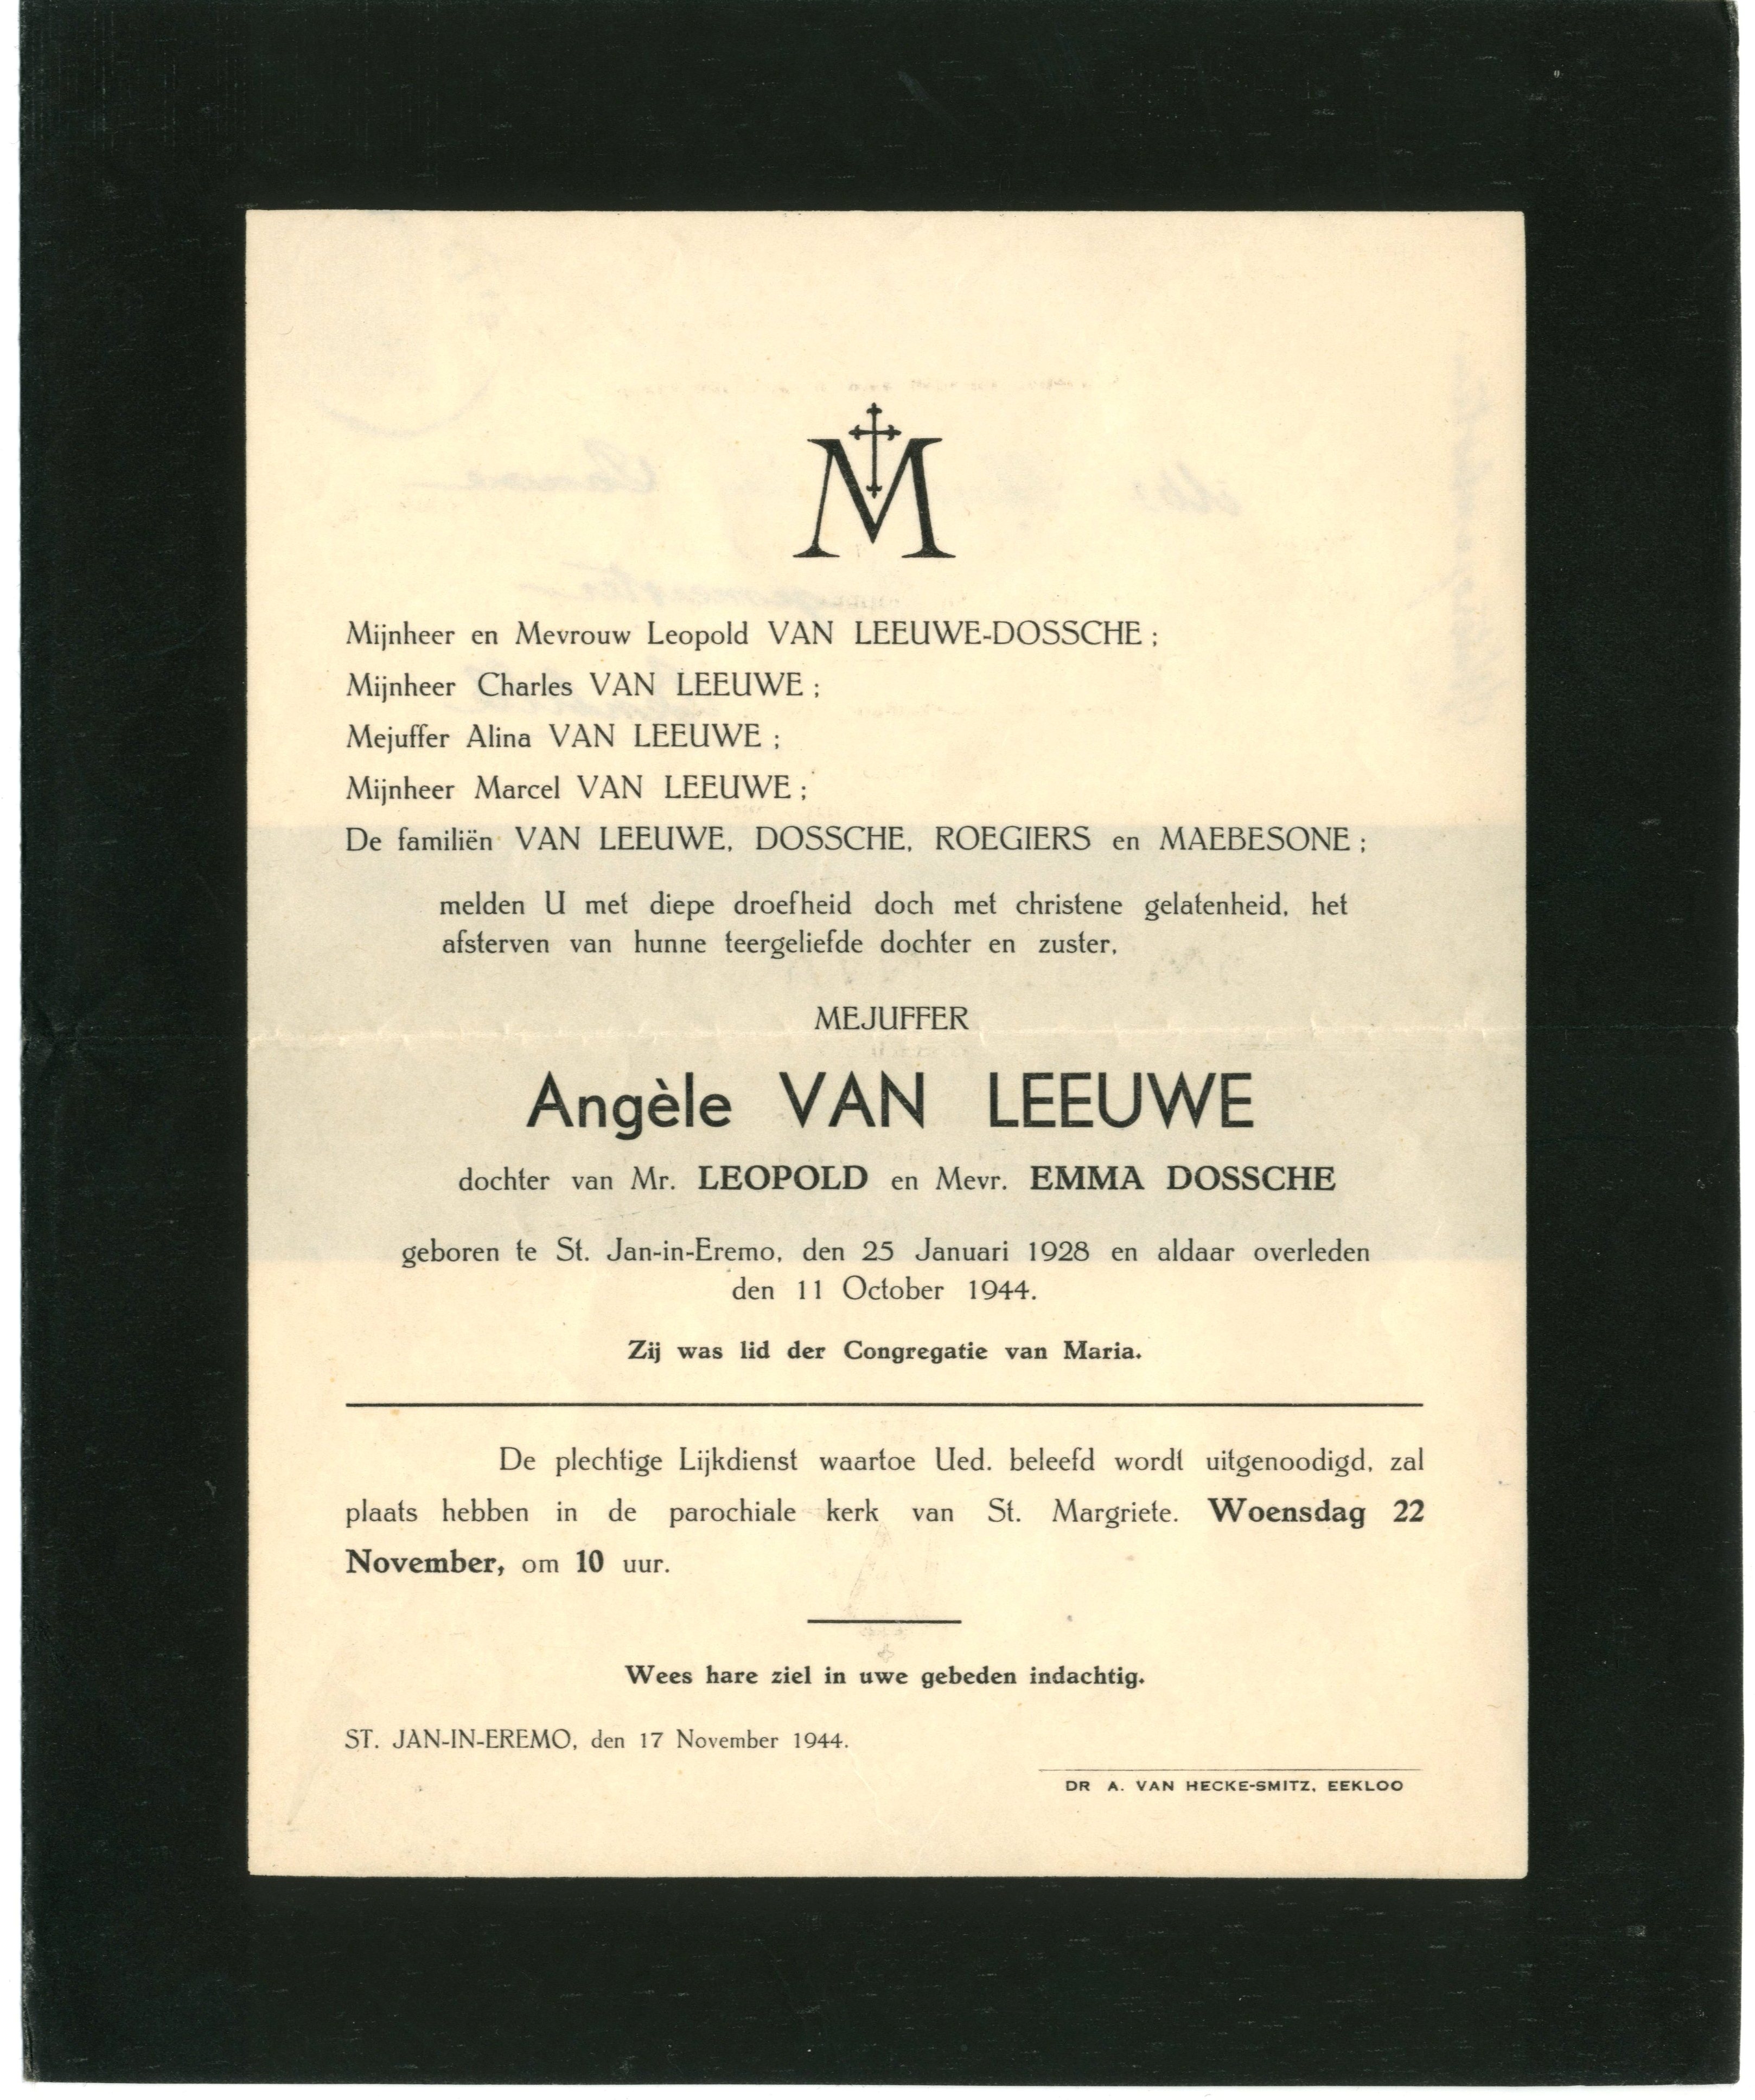 M
Mijnheer en Mevrouw Leopold VAN LEEUWE-DOSSCHE ;
Mijnheer Charles VAN LEEUWE ;
Mejuffer Alina VAN LEEUWE ;
Mijnheer Marcel VAN LEEUWE ;
De familiën VAN LEEUWE, DOSSCHE, ROEGIERS en MAEBESONE ;
melden U met diepe droefheid doch met christene gelatenheid, het
afsterven van hunne teergeliefde dochter en zuster,
MEJUFFER
Angèle VAN LEEUWE
dochter van Mr. LEOPOLD en Mevr. EMMA DOSSCHE
geboren te St. Jan-in-Eremo, den 25 Januari 1928 en aldaar overleden
den 11 October 1944.
Zij was lid der Congregatie van Maria.
De plechtige Lijkdienst waartoe Ued. beleefd wordt uitgenoodigd, zal
plaats hebben in de parochiale kerk van St. Margriete. Woensdag 22
November, om 10 uur.
Wees hare ziel in uwe gebeden indachtig.
ST. JAN-IN-EREMO, den 17 November 1944.
DR A. VAN HECKE-SMITZ, EEKLOO